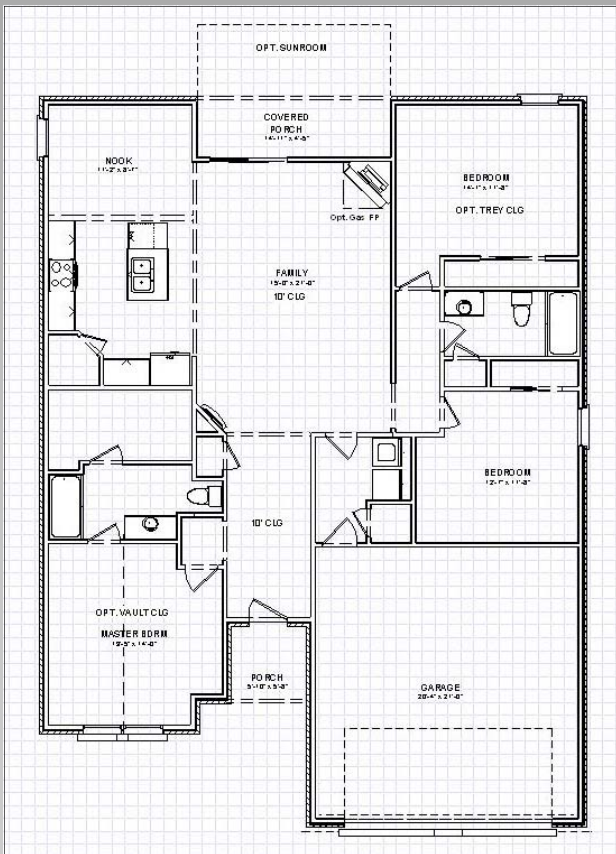 OPT. SUNROOM
COVERED
PORCH
NOOK
BEDROOM
OPT. TREY CLG
Opt. Gas FP
FAMILY
10' CLG
BEDROOM
10' CLG
OPT. VAULT CLG
MASTER BDRM
PORCH
GARAGE